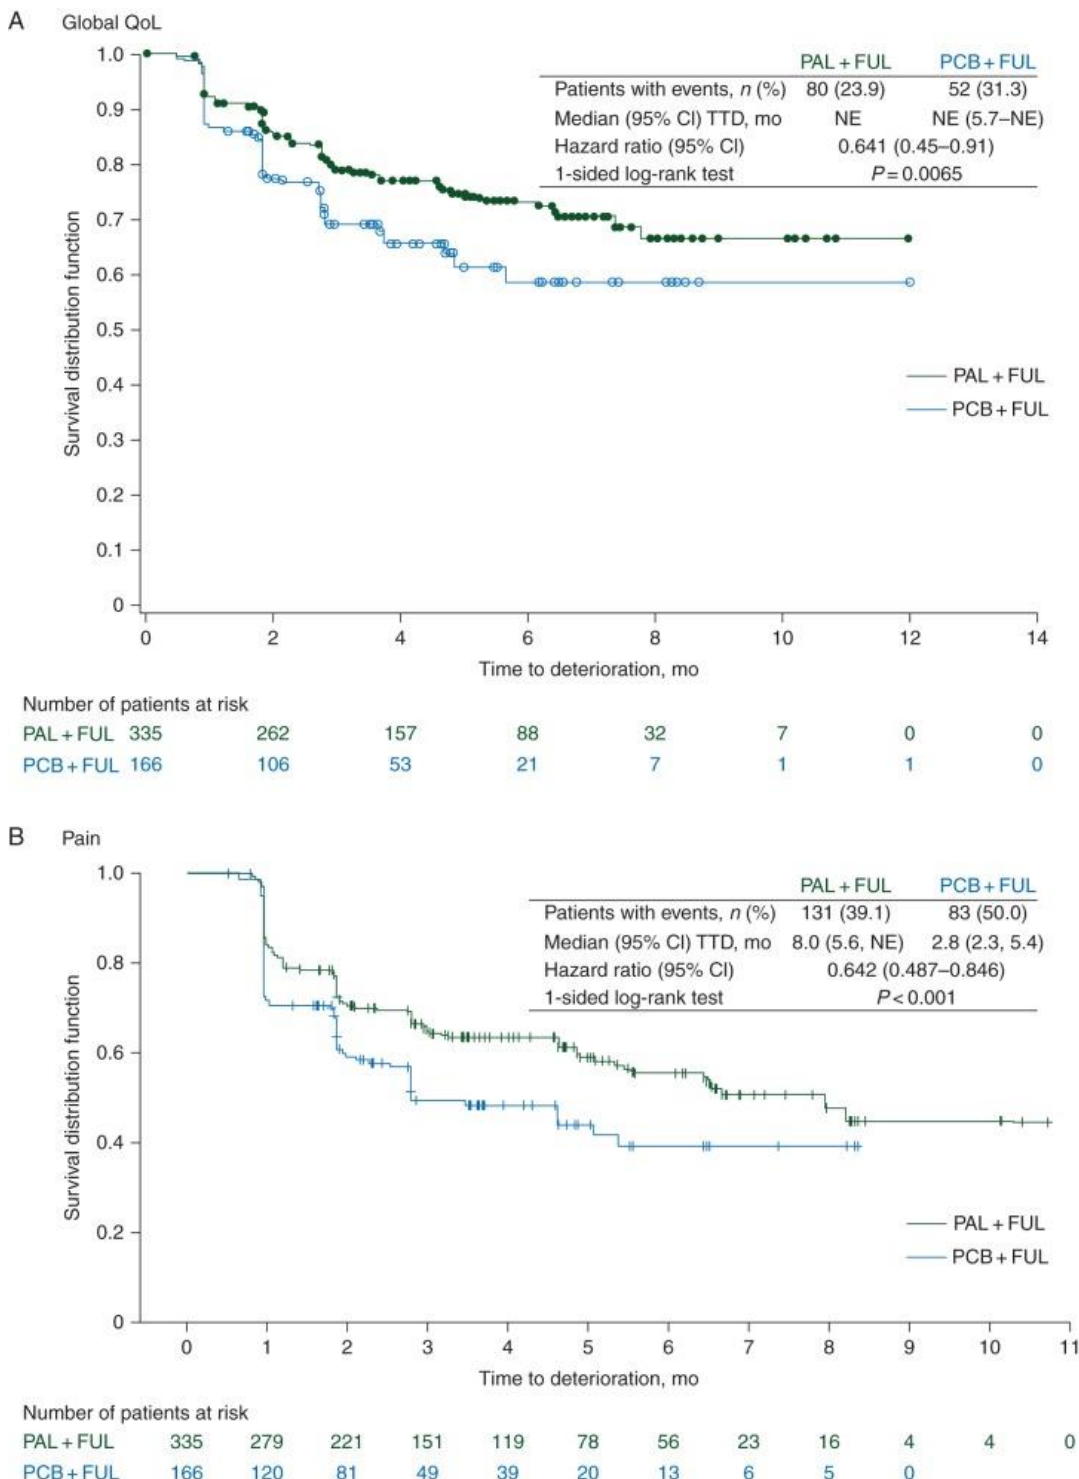 A Global QoL
1.0
0.9
0.8
0.7
0.6
0.5
0.4
0.3
0.2
0.1
0
Survival distribution function
PAL + FUL PCB + FUL
Patients with events, n (%) 80 (23.9) 52 (31.3)
Median (95% CI) TTD, mo NE NE (5.7–NE)
Hazard ratio (95% CI) 0.641 (0.45–0.91)
1-sided log-rank test P = 0.0065
PAL + FUL
PCB + FUL
0 2 4 6 8 10 12 14
Time to deterioration, mo
Number of patients at risk
PAL + FUL 335 262 157 88 32 7 0 0
PCB + FUL 166 106 53 21 7 1 1 0
B Pain
1.0
0.8
0.6
0.4
0.2
0
Survival distribution function
PAL + FUL PCB + FUL
Patients with events, n (%) 131 (39.1) 83 (50.0)
Median (95% CI) TTD, mo 8.0 (5.6, NE) 2.8 (2.3, 5.4)
Hazard ratio (95% CI) 0.642 (0.487–0.846)
1-sided log-rank test P < 0.001
PAL + FUL
PCB + FUL
0 1 2 3 4 5 6 7 8 9 10 11
Time to deterioration, mo
Number of patients at risk
PAL + FUL 335 279 221 151 119 78 56 23 16 4 4 0
PCB + FUL 166 120 81 49 39 20 13 6 5 0